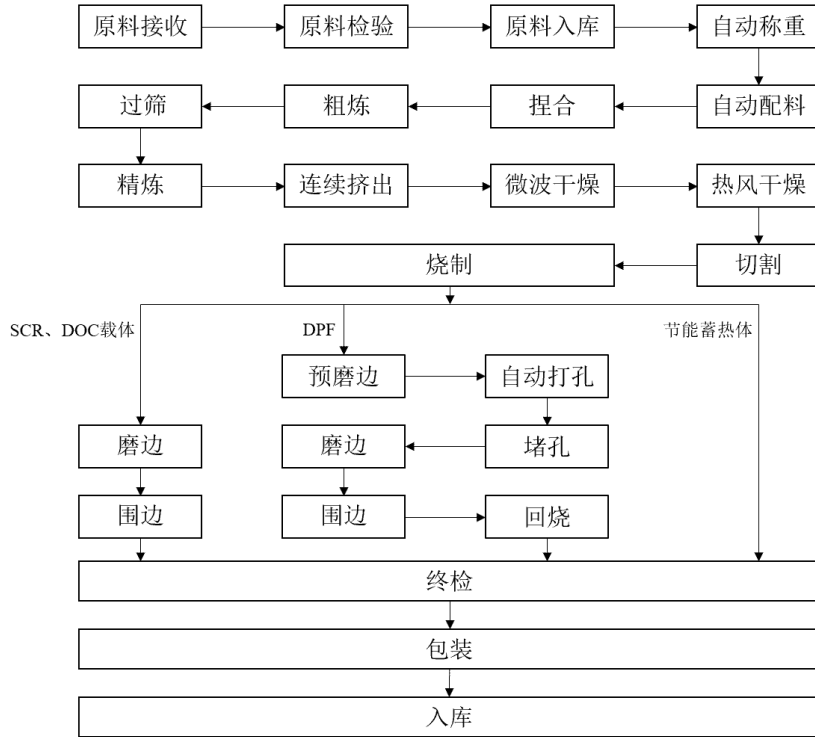 原料接收 原料检验 原料入库 自动称重
过筛 粗炼 捏合 自动配料
精炼 连续挤出 微波干燥 热风干燥
烧制 切割
SCR、DOC载体 DPF 节能蓄热体
预磨边 自动打孔
磨边 磨边 堵孔
围边 围边 回烧
终检
包装
入库